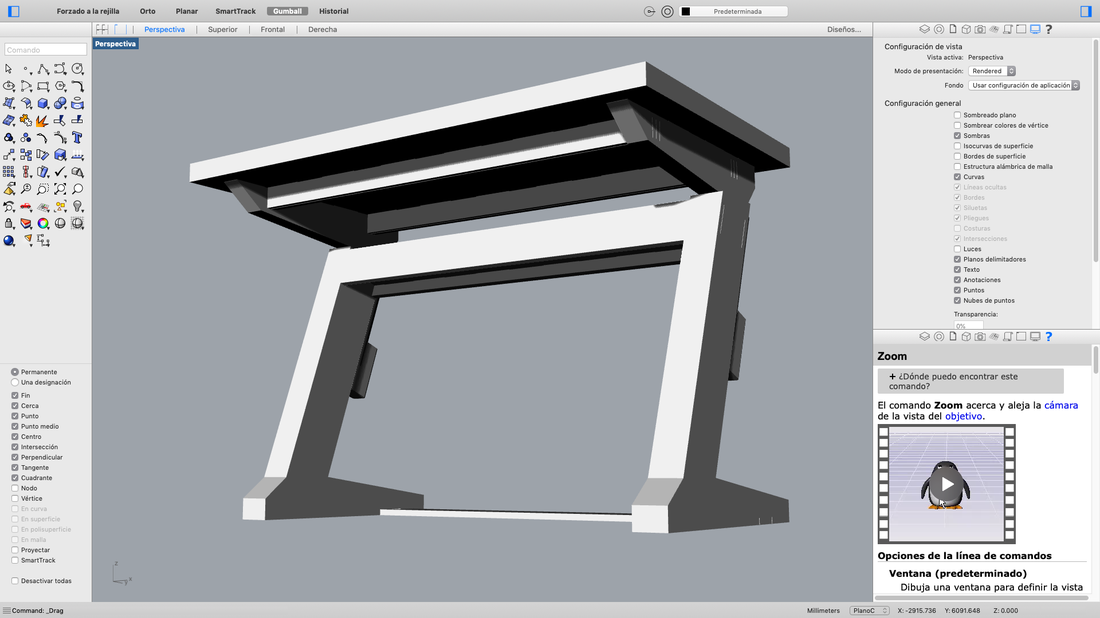 Forzado a la rejilla Orto Planar SmartTrack Gumball Historial Predeterminada
Perspectiva Superior Frontal Derecha Diseños...
Perspectiva
Comando
Permanente
Una designación
Fin
Cerca
Punto
Punto medio
Centro
Intersección
Perpendicular
Tangente
Cuadrante
Nodo
Vértice
En curva
En superficie
En polisuperficie
En malla
Proyectar
SmartTrack
Desactivar todas
z
x
y
Configuración de vista
Vista activa: Perspectiva
Modo de presentación: Rendered
Fondo Usar configuración de aplicación
Configuración general
Sombreado plano
Sombrear colores de vértice
Sombras
Isocurvas de superficie
Bordes de superficie
Estructura alámbrica de malla
Curvas
Líneas ocultas
Bordes
Siluetas
Pliegues
Costuras
Intersecciones
Luces
Planos delimitadores
Texto
Anotaciones
Puntos
Nubes de puntos
Transparencia:
0%
?
Zoom
+ ¿Dónde puedo encontrar este
comando?
El comando Zoom acerca y aleja la cámara
de la vista del objetivo.
Opciones de la línea de comandos
Ventana (predeterminado)
Dibuja una ventana para definir la vista
Command: _Drag Millimeters PlanoC X: -2915.736 Y: 6091.648 Z: 0.000